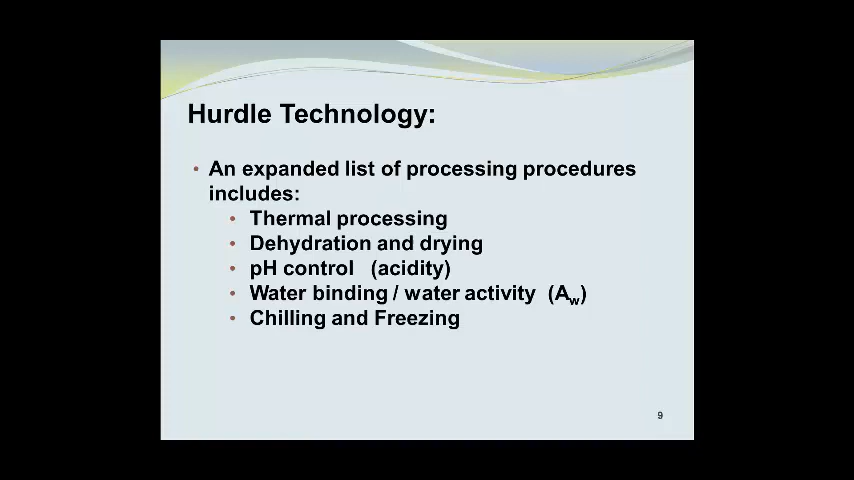 Hurdle Technology:
• An expanded list of processing procedures
includes:
• Thermal processing
• Dehydration and drying
• pH control (acidity)
• Water binding / water activity (Aw)
• Chilling and Freezing
9